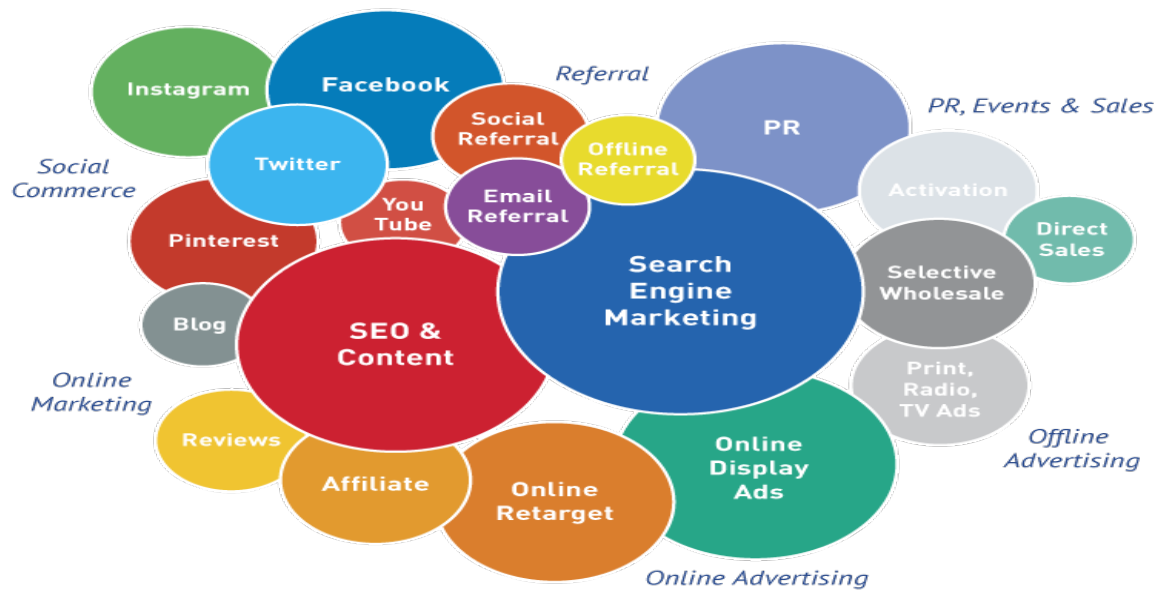 Instagram
Facebook
Referral
Social
Referral
PR
PR, Events & Sales
Offline
Referral
Twitter
Social
Commerce
Activation
You
Tube
Email
Referral
Pinterest
Direct
Sales
Search
Engine
Marketing
Selective
Wholesale
Blog
SEO &
Content
Online
Marketing
Print,
Radio,
TV Ads
Reviews
Offline
Advertising
Affiliate
Online
Retarget
Online
Display
Ads
Online Advertising